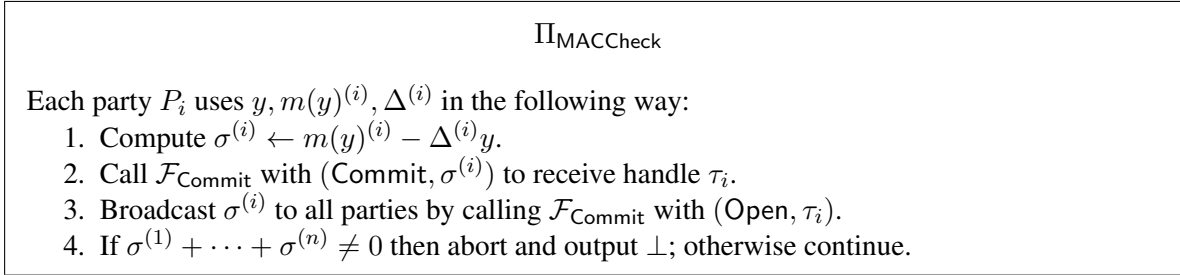 Π_MACCheck
Each party P_i uses y, m(y)^(i), Δ^(i) in the following way:
1. Compute σ^(i) ← m(y)^(i) − Δ^(i)y.
2. Call F_Commit with (Commit, σ^(i)) to receive handle τ_i.
3. Broadcast σ^(i) to all parties by calling F_Commit with (Open, τ_i).
4. If σ^(1) + ··· + σ^(n) ≠ 0 then abort and output ⊥; otherwise continue.